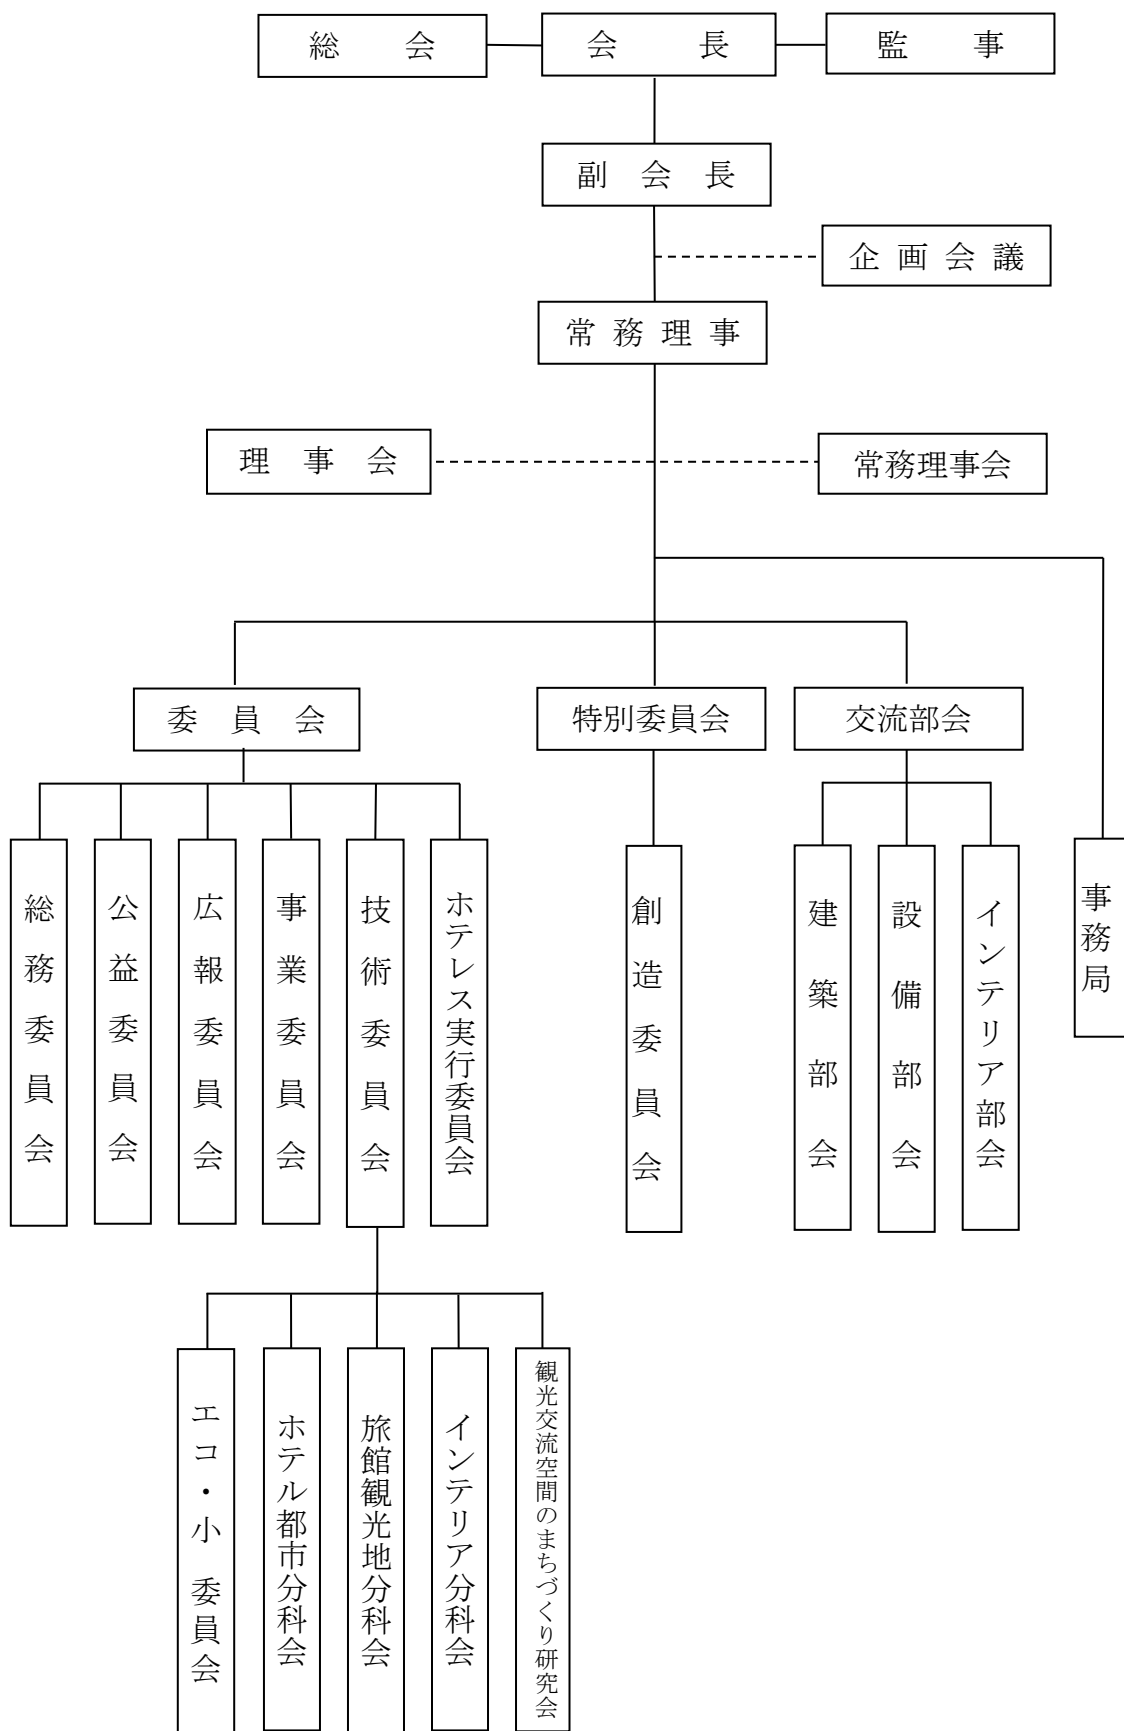 総会
会長
監事
副会長
企画会議
常務理事
理事会
常務理事会
委員会
特別委員会
交流部会
総務委員会
公益委員会
広報委員会
事業委員会
技術委員会
ホテレス実行委員会
創造委員会
建築部会
設備部会
インテリア部会
事務局
エコ・小委員会
ホテル都市分科会
旅館観光地分科会
インテリア分科会
観光交流空間のまちづくり研究会